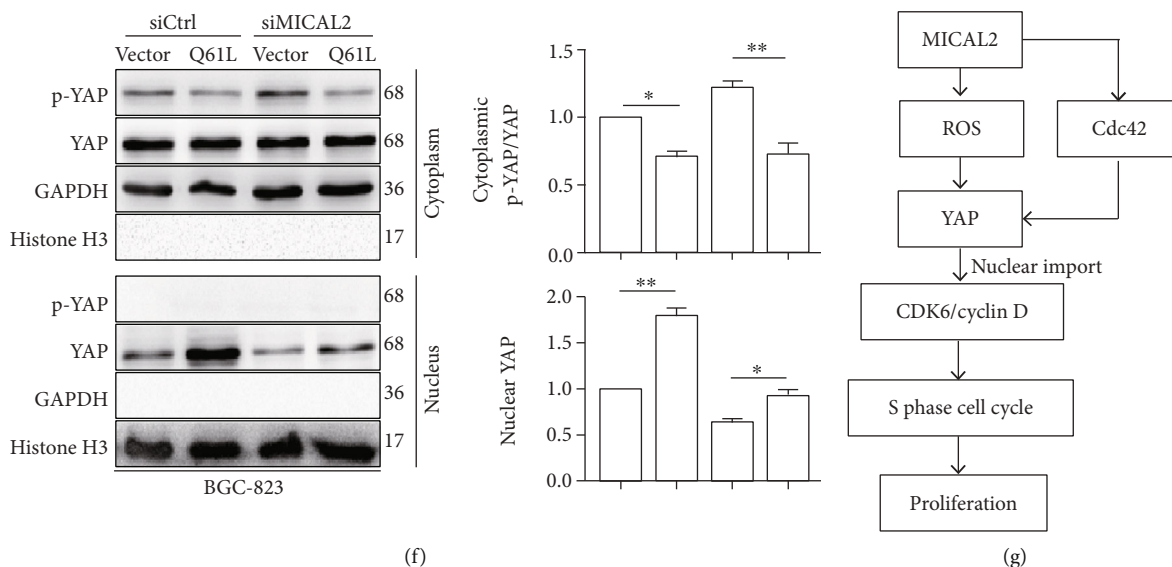 siCtrl siMICAL2
Vector Q61L Vector Q61L
p-YAP 68
YAP 68
GAPDH 36
Histone H3 17
Cytoplasm
p-YAP 68
YAP 68
GAPDH 36
Histone H3 17
Nucleus
BGC-823
Cytoplasmic
p-YAP/YAP
1.5
1.0
0.5
0.0
*
**
Nuclear YAP
2.0
1.5
1.0
0.5
0.0
**
*
(f)
MICAL2
ROS
Cdc42
YAP
Nuclear import
CDK6/cyclin D
S phase cell cycle
Proliferation
(g)